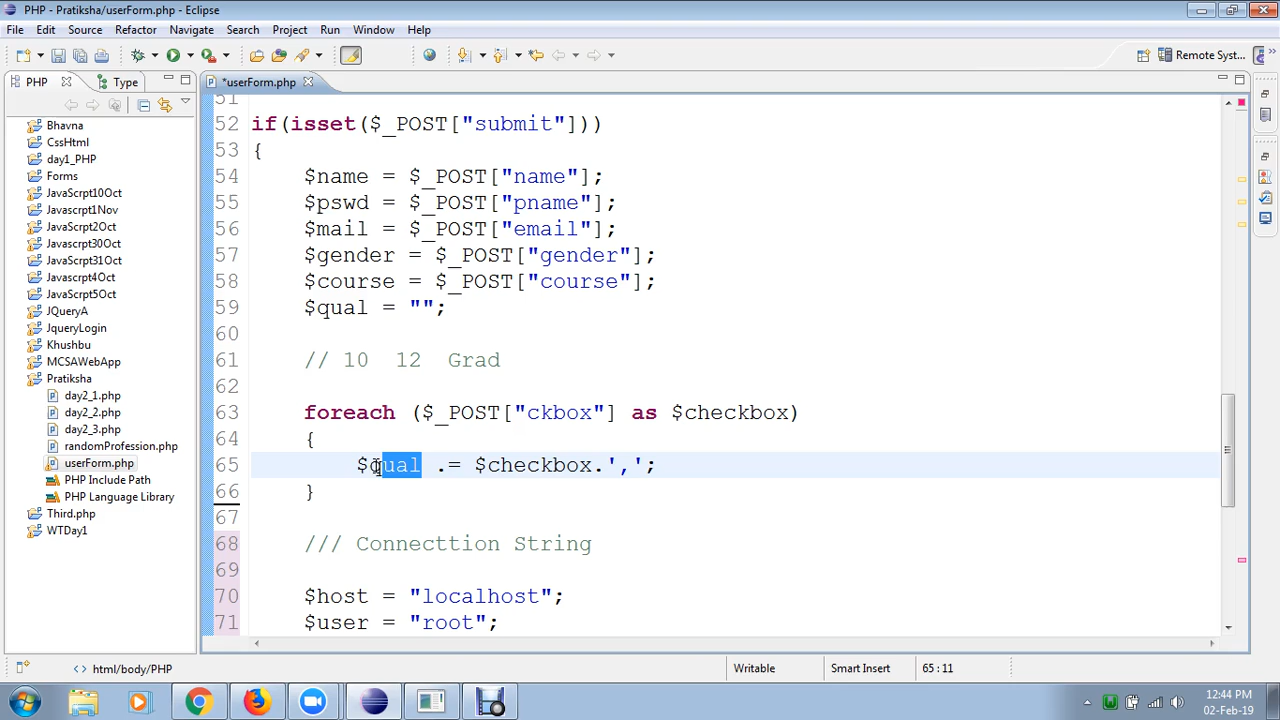 PHP - Pratiksha/userForm.php - Eclipse
File Edit Source Refactor Navigate Search Project Run Window Help
Remote Syst...
PHP Type *userForm.php
Bhavna
CssHtml
day1_PHP
Forms
JavaScrpt10Oct
Javascrpt1Nov
JavaScrpt2Oct
Javascrpt30Oct
JavaScrpt31Oct
Javascrpt4Oct
JavaScrpt5Oct
JQueryA
JqueryLogin
Khushbu
MCSAWebApp
Pratiksha
day2_1.php
day2_2.php
day2_3.php
randomProfession.php
userForm.php
PHP Include Path
PHP Language Library
Third.php
WTDay1
51
52 if(isset($_POST["submit"]))
53 {
54 $name = $_POST["name"];
55 $pswd = $_POST["pname"];
56 $mail = $_POST["email"];
57 $gender = $_POST["gender"];
58 $course = $_POST["course"];
59 $qual = "";
60
61 // 10 12 Grad
62
63 foreach ($_POST["ckbox"] as $checkbox)
64 {
65 $qual .= $checkbox.',';
66 }
67
68 /// Connecttion String
69
70 $host = "localhost";
71 $user = "root";
html/body/PHP Writable Smart Insert 65 : 11
12:44 PM
02-Feb-19